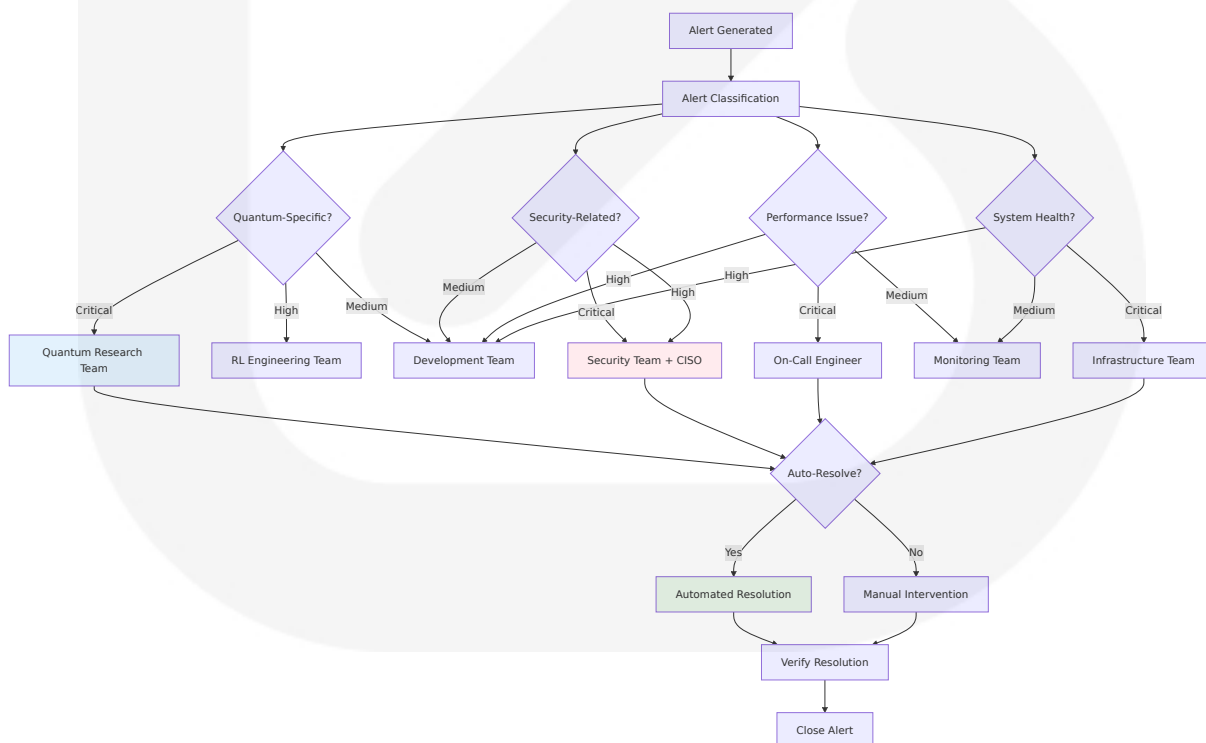 Alert Generated
Alert Classification
Quantum-Specific?
Security-Related?
Performance Issue?
System Health?
High
High
Medium
High
Medium
Medium
Critical
High
Critical
Critical
Medium
Critical
Quantum Research
Team
RL Engineering Team
Development Team
Security Team + CISO
On-Call Engineer
Monitoring Team
Infrastructure Team
Auto-Resolve?
Yes
No
Automated Resolution
Manual Intervention
Verify Resolution
Close Alert